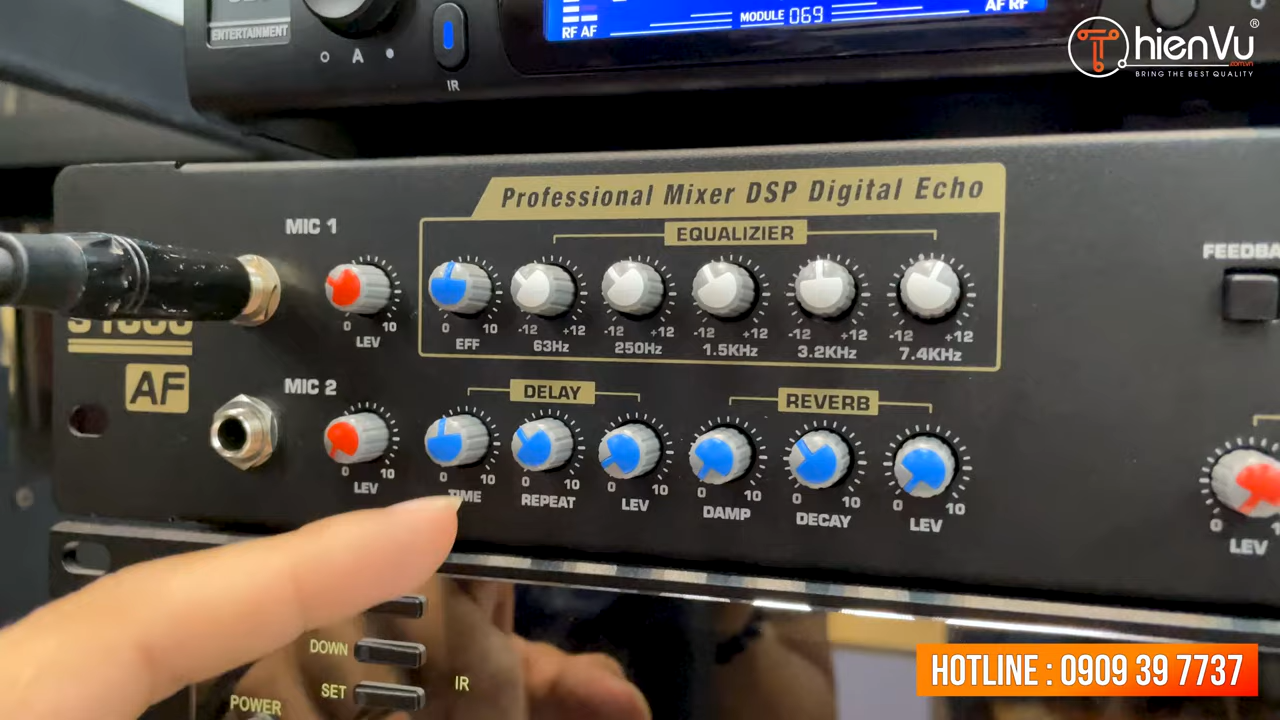 ENTERTAINMENT
A
IR
RF AF
MODULE 069
AF RF
ThienVu®
.com.vn
BRING THE BEST QUALITY
Professional Mixer DSP Digital Echo
EQUALIZIER
MIC 1
0 10
LEV
0 10
EFF
-12 +12
63Hz
-12 +12
250Hz
-12 +12
1.5KHz
-12 +12
3.2KHz
-12 +12
7.4KHz
AF
MIC 2
0 10
LEV
DELAY
0 10
TIME
0 10
REPEAT
0 10
LEV
REVERB
0 10
DAMP
0 10
DECAY
0 10
LEV
0
LEV
DOWN
SET
IR
POWER
HOTLINE : 0909 39 7737